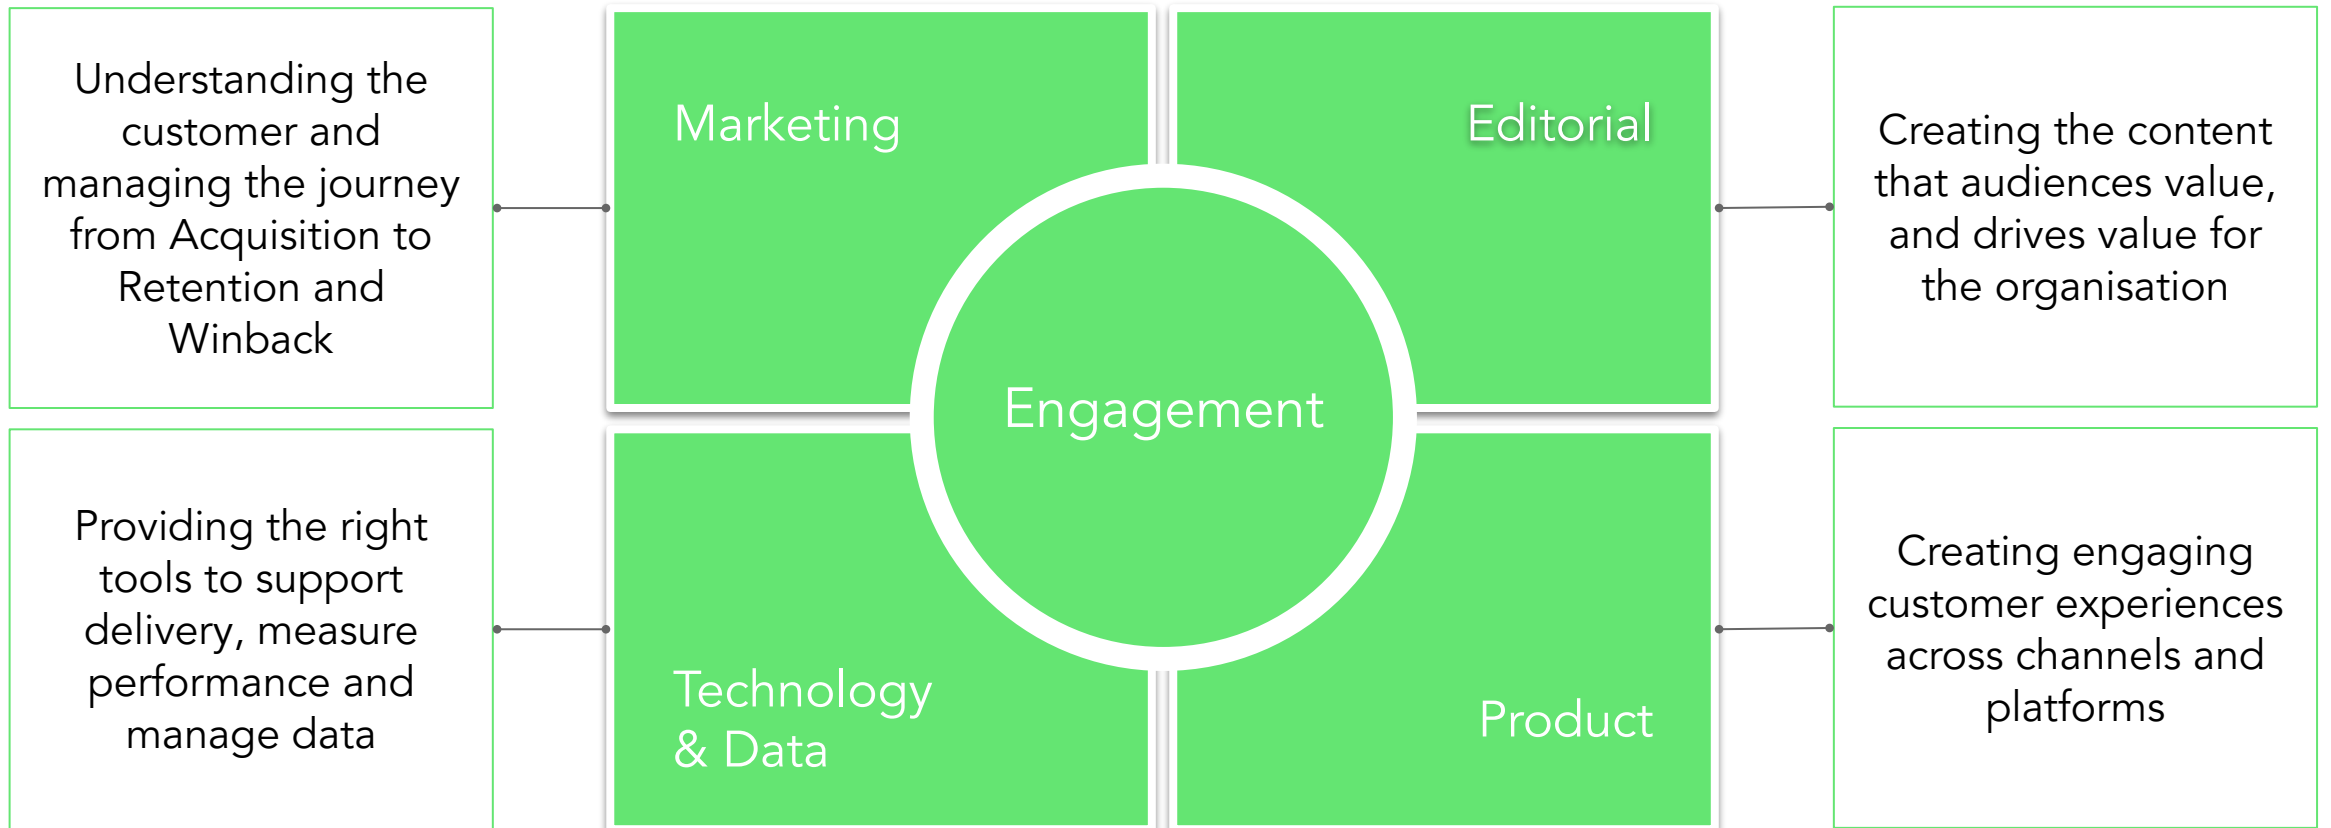 Understanding the
customer and
managing the journey
from Acquisition to
Retention and
Winback
Marketing
Editorial
Creating the content
that audiences value,
and drives value for
the organisation
Engagement
Providing the right
tools to support
delivery, measure
performance and
manage data
Technology
& Data
Product
Creating engaging
customer experiences
across channels and
platforms